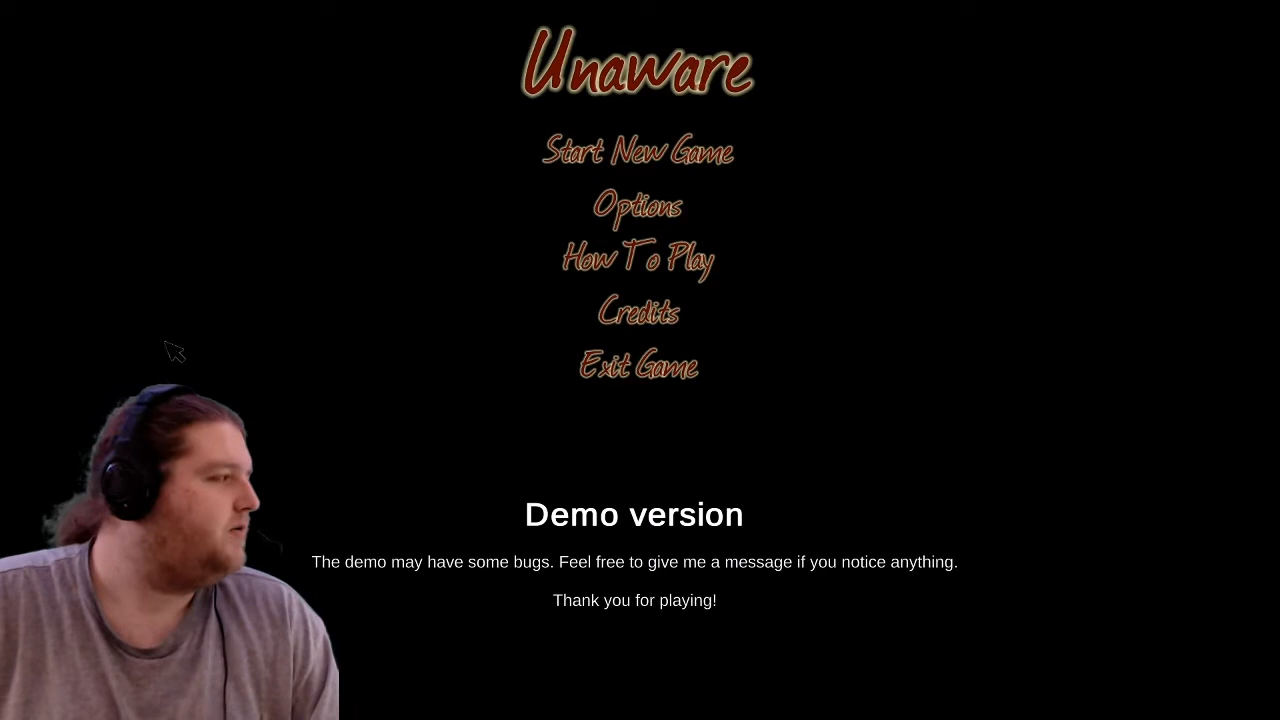 Unaware
Start New Game
Options
How To Play
Credits
Exit Game
Demo version
The demo may have some bugs. Feel free to give me a message if you notice anything.
Thank you for playing!